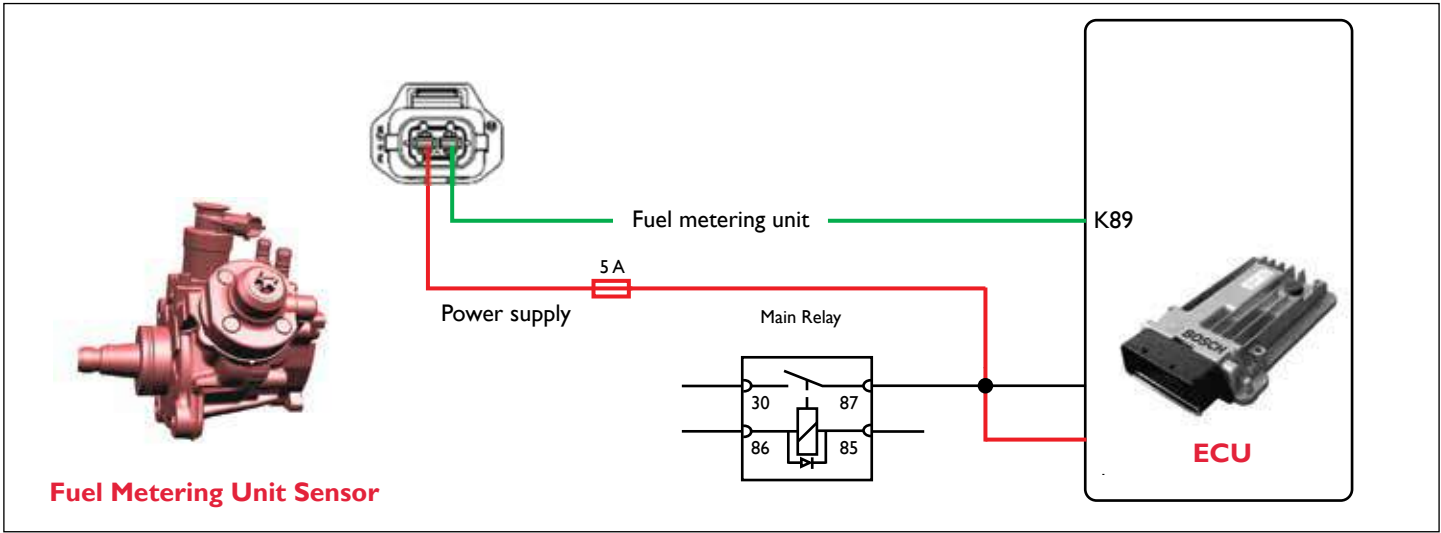 Fuel metering unit
K89
5 A
Power supply
Main Relay
30
87
86
85
BOSCH
ECU
Fuel Metering Unit Sensor